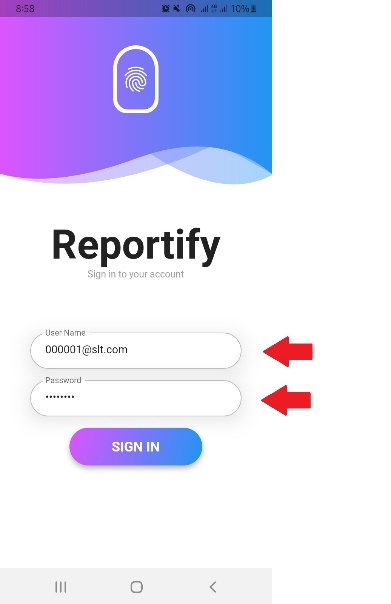 8:58
10%
Reportify
Sign in to your account
User Name
000001@slt.com
Password
••••••••
SIGN IN